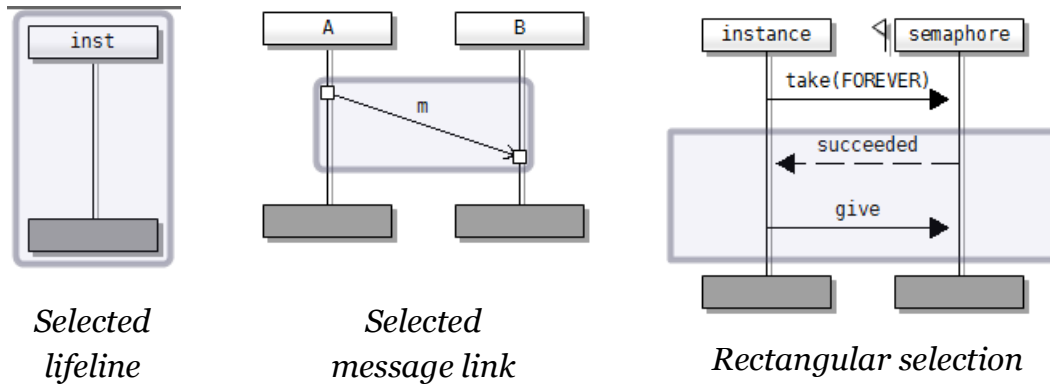 inst
A
B
m
instance
semaphore
take(FOREVER)
succeeded
give
Selected
lifeline
Selected
message link
Rectangular selection